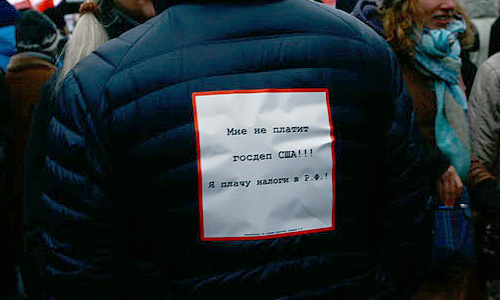 Мне не платит
госдеп США!!!
Я плачу налоги в Р.Ф.!